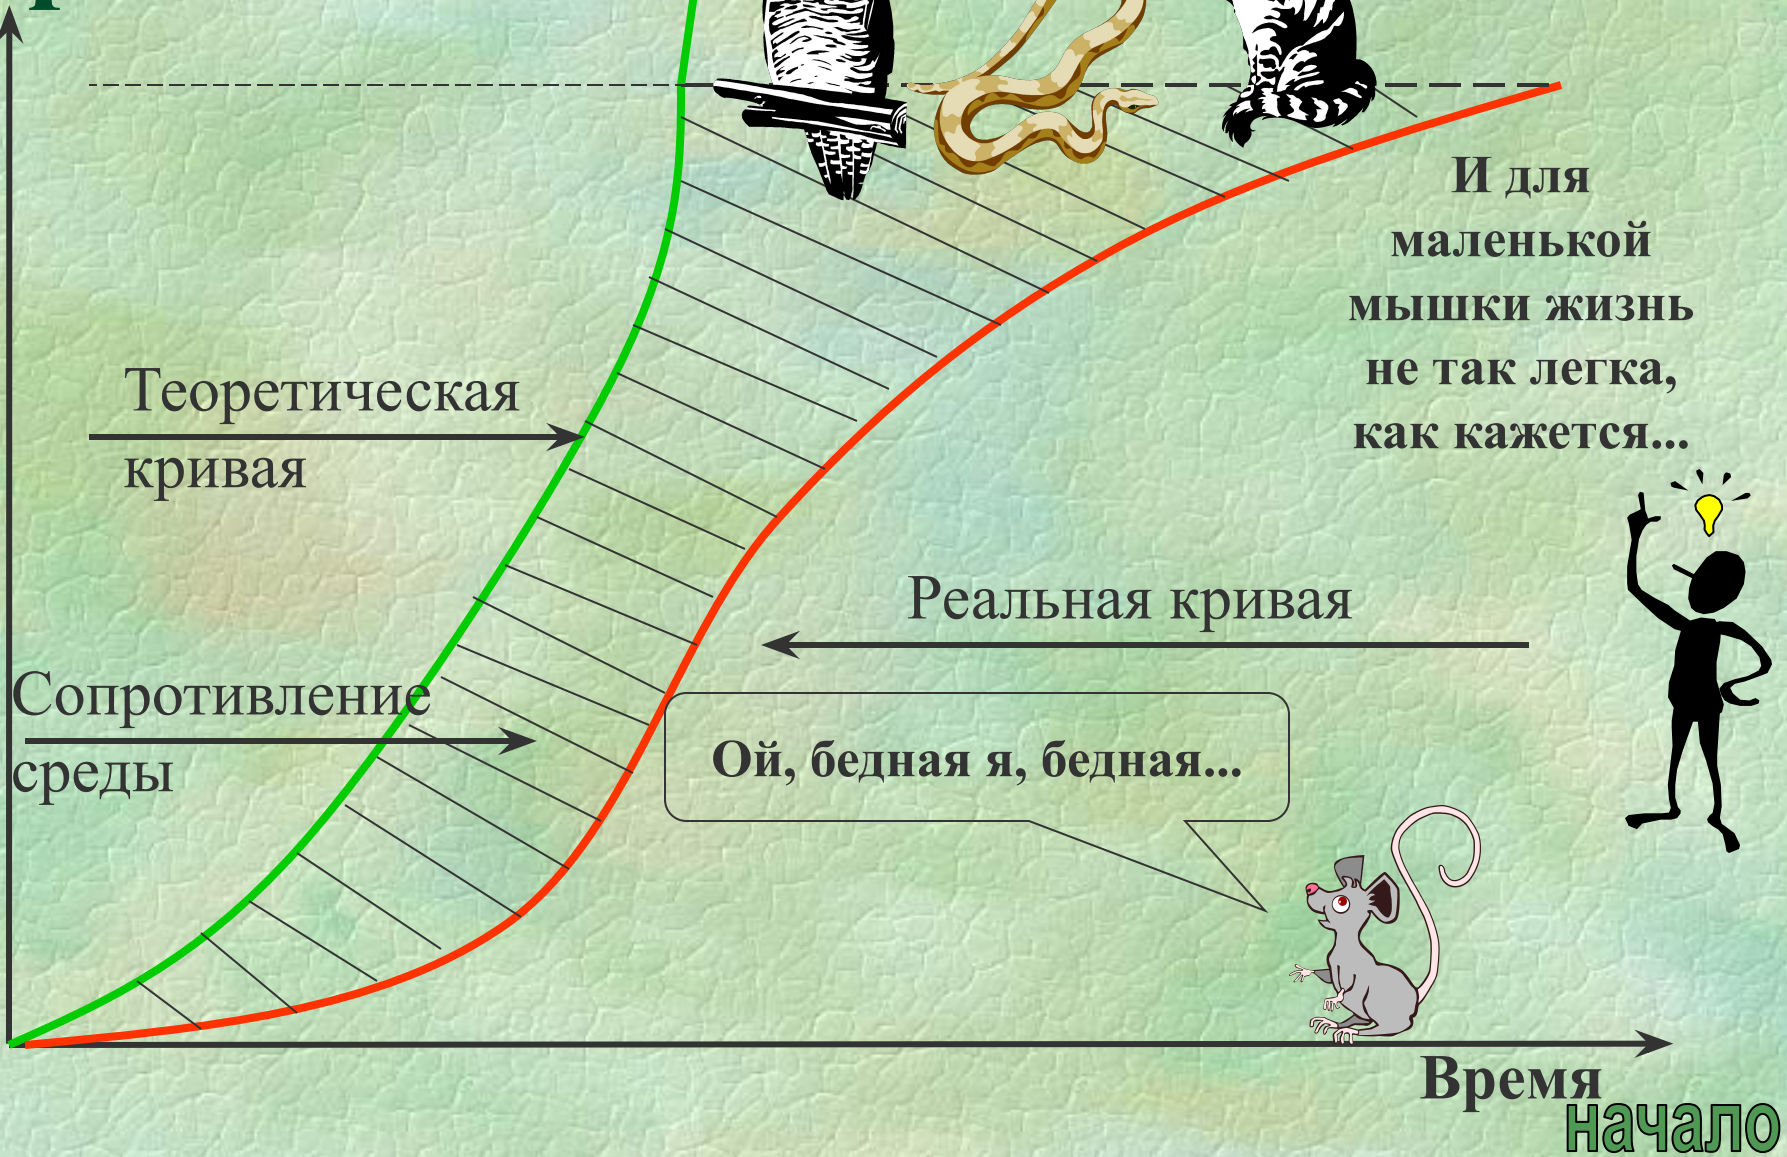 И для
маленькой
мышки жизнь
не так легка,
как кажется...
Теоретическая
кривая
Реальная кривая
Сопротивление
среды
Ой, бедная я, бедная...
Время
начало